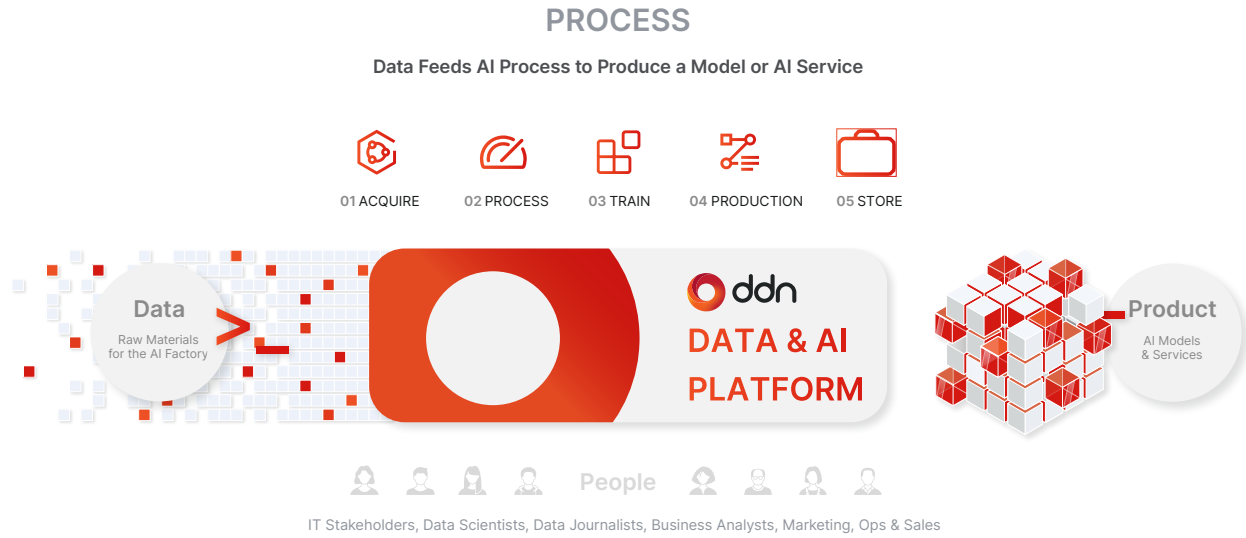 PROCESS
Data Feeds AI Process to Produce a Model or AI Service
01 ACQUIRE
02 PROCESS
03 TRAIN
04 PRODUCTION
05 STORE
Data
Raw Materials
for the AI Factory
>_
ddn
DATA & AI
PLATFORM
Product
AI Models
& Services
People
IT Stakeholders, Data Scientists, Data Journalists, Business Analysts, Marketing, Ops & Sales